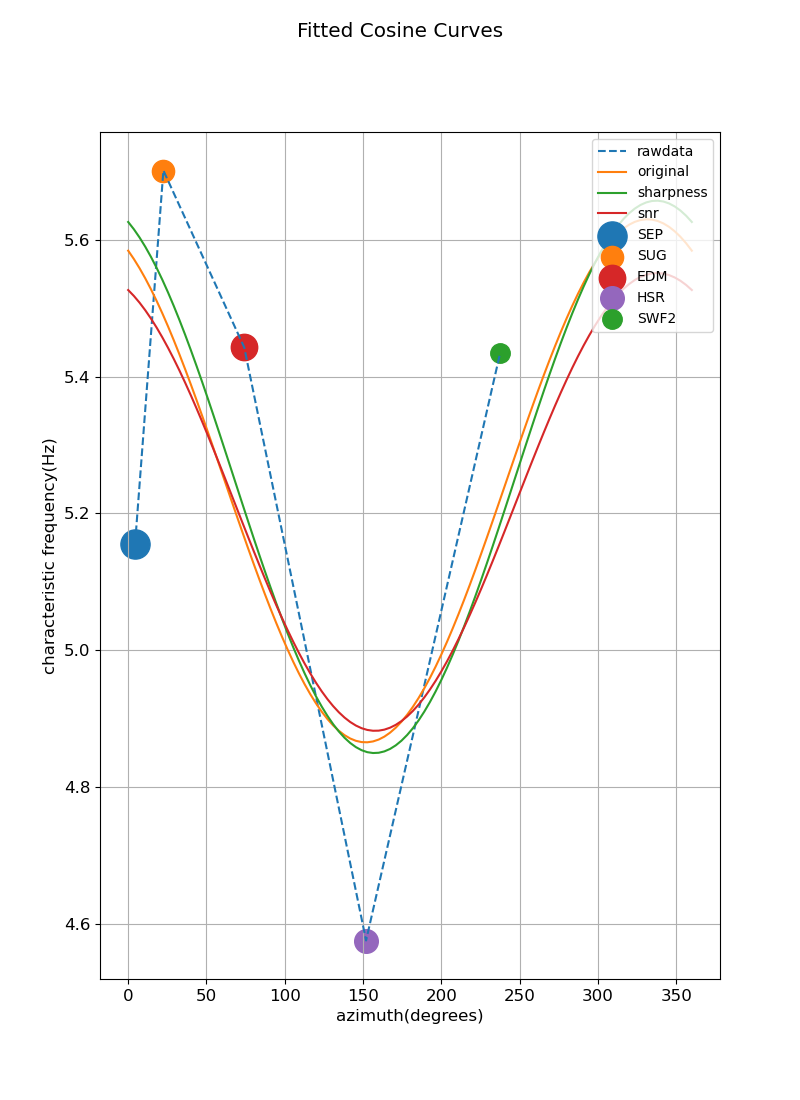 Fitted Cosine Curves
rawdata
original
sharpness
snr
SEP
SUG
EDM
HSR
SWF2
5.6
5.4
5.2
5.0
4.8
4.6
characteristic frequency(Hz)
0 50 100 150 200 250 300 350
azimuth(degrees)